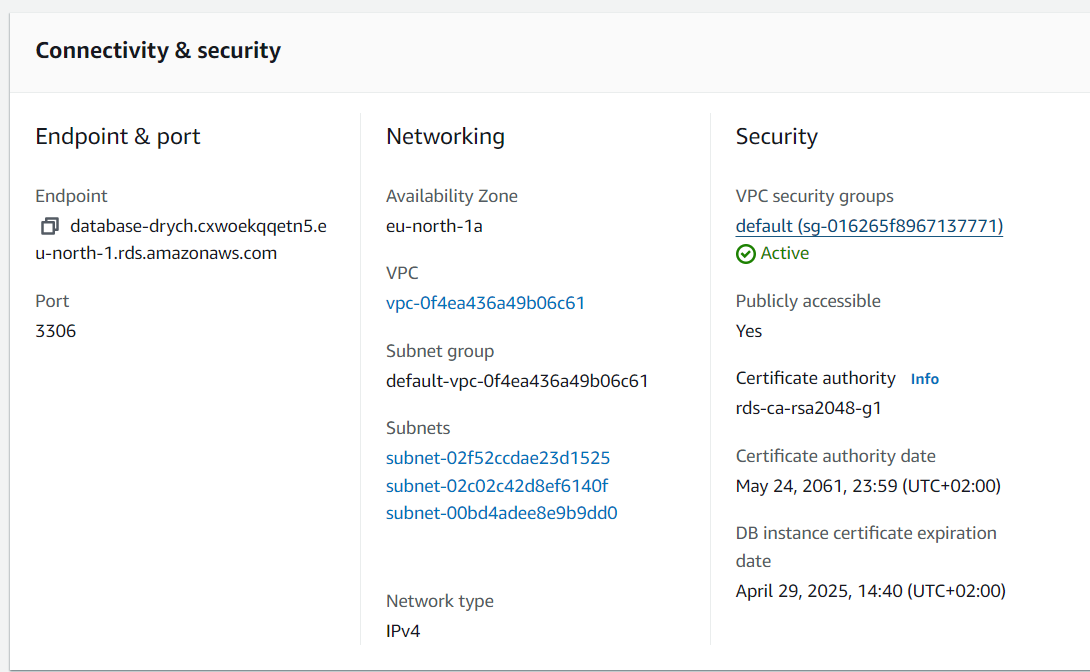 Connectivity & security
Endpoint & port
Endpoint
database-drych.cxwoekqqetn5.e
u-north-1.rds.amazonaws.com
Port
3306
Networking
Availability Zone
eu-north-1a
VPC
vpc-0f4ea436a49b06c61
Subnet group
default-vpc-0f4ea436a49b06c61
Subnets
subnet-02f52ccdae23d1525
subnet-02c02c42d8ef6140f
subnet-00bd4adee8e9b9dd0
Network type
IPv4
Security
VPC security groups
default (sg-016265f8967137771)
Active
Publicly accessible
Yes
Certificate authority Info
rds-ca-rsa2048-g1
Certificate authority date
May 24, 2061, 23:59 (UTC+02:00)
DB instance certificate expiration
date
April 29, 2025, 14:40 (UTC+02:00)